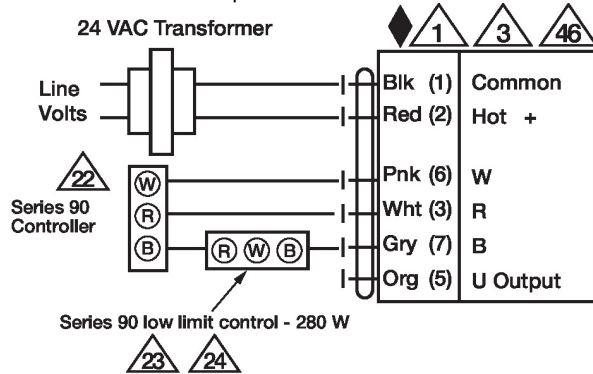 24 VAC Transformer
1 3 46
Line
Volts
Blk (1) Common
Red (2) Hot +
22
Series 90
Controller
W
R
B
R W B
Pnk (6) W
Wht (3) R
Gry (7) B
Org (5) U Output
Series 90 low limit control - 280 W
23 24